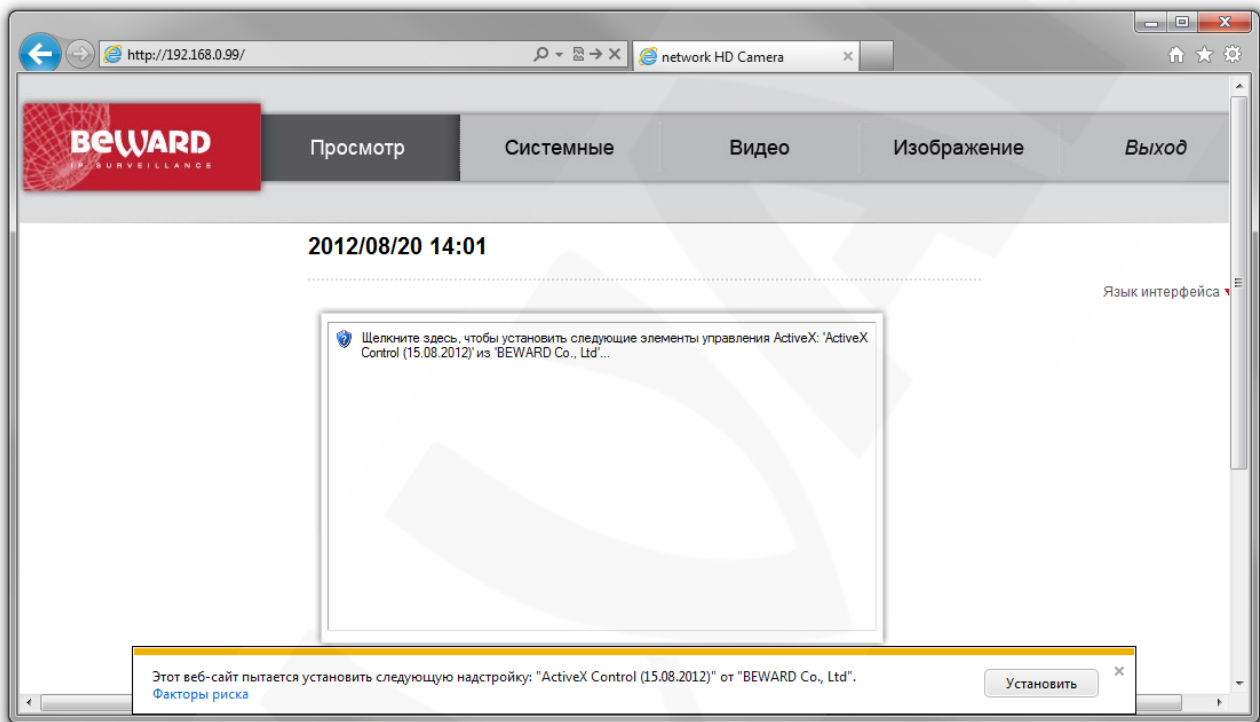 http://192.168.0.99/
network HD Camera
BEWARD
IP SURVEILLANCE
Просмотр
Системные
Видео
Изображение
Выход
2012/08/20 14:01
Язык интерфейса
Щелкните здесь, чтобы установить следующие элементы управления ActiveX: 'ActiveX
Control (15.08.2012)' из 'BEWARD Co., Ltd'...
Этот веб-сайт пытается установить следующую надстройку: "ActiveX Control (15.08.2012)" от "BEWARD Co., Ltd".
Факторы риска
Установить